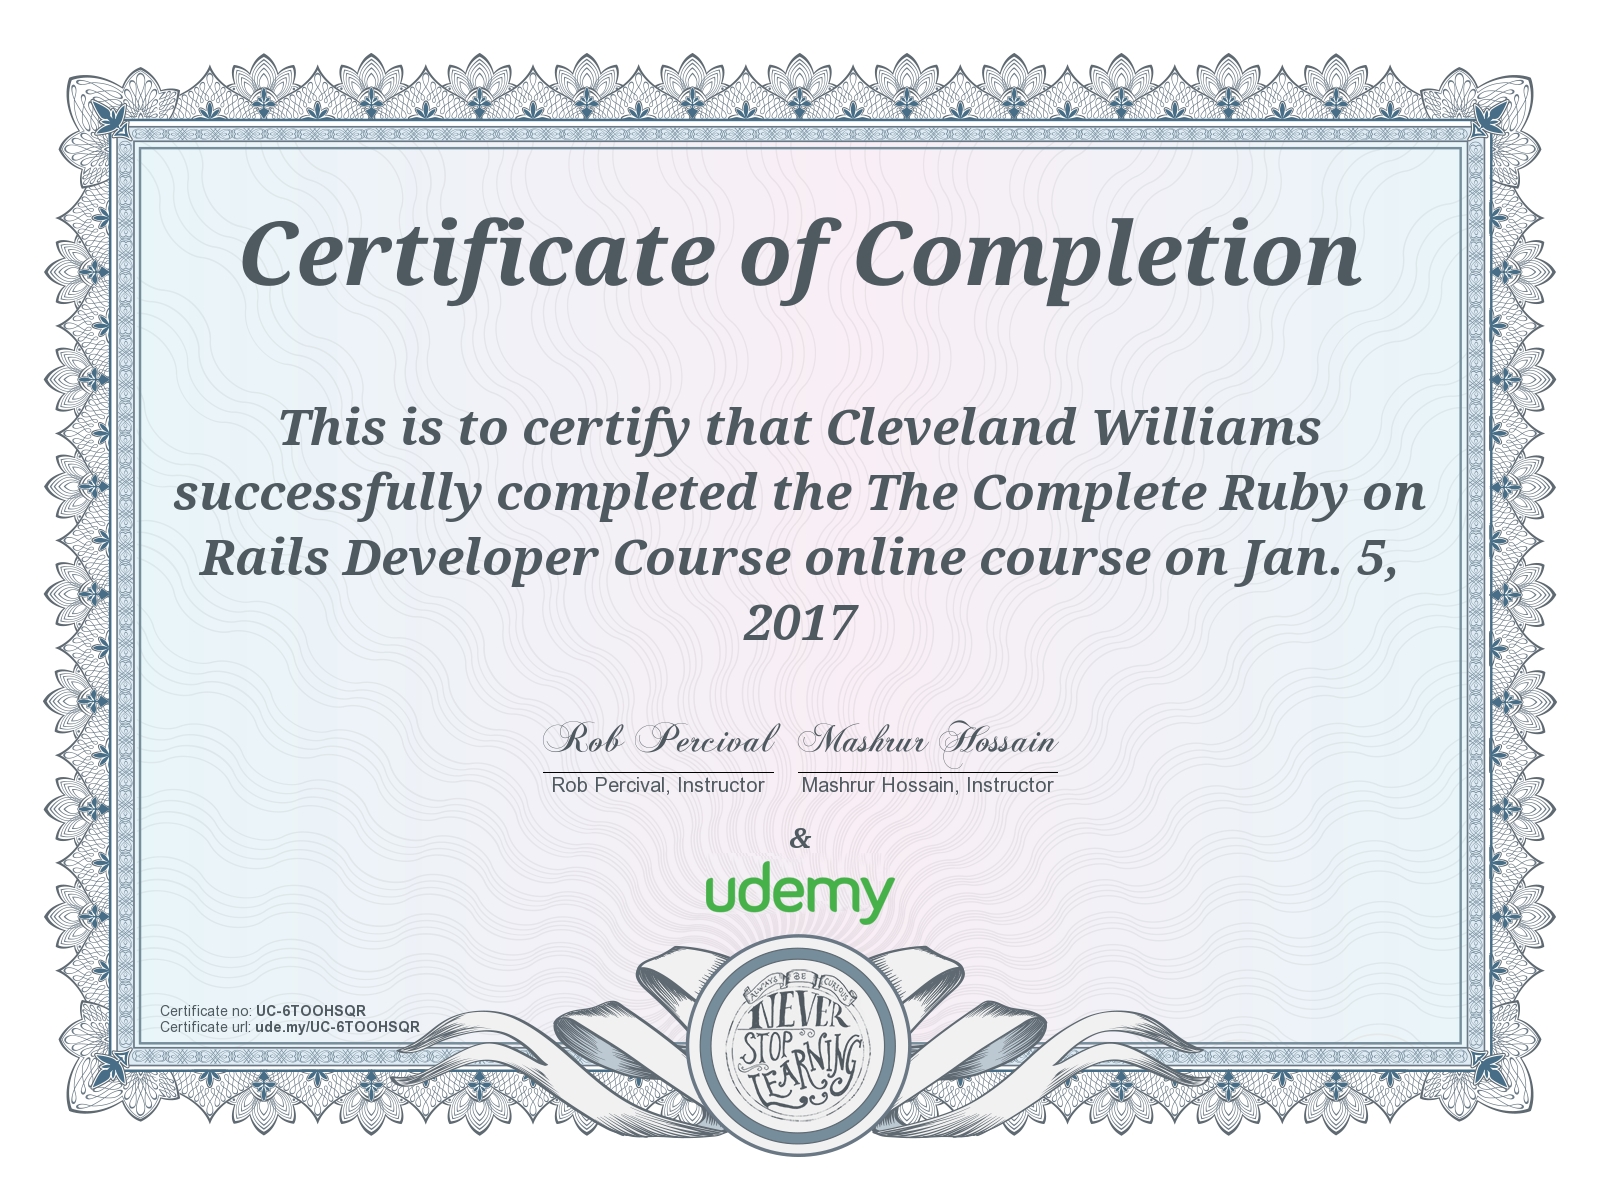 Certificate of Completion
This is to certify that Cleveland Williams
successfully completed the The Complete Ruby on
Rails Developer Course online course on Jan. 5,
2017
Rob Percival Mashrur Hossain
Rob Percival, Instructor Mashrur Hossain, Instructor
&
udemy
ALWAYS BE CURIOUS
NEVER
STOP
LEARNING
Certificate no: UC-6TOOHSQR
Certificate url: ude.my/UC-6TOOHSQR